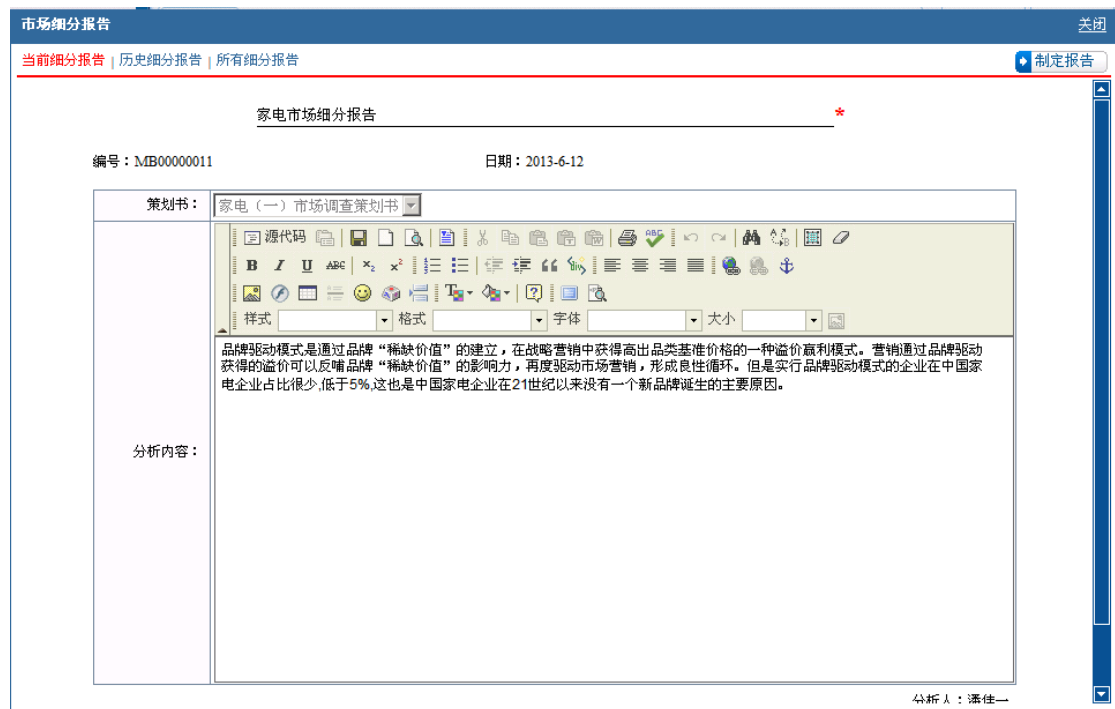 市场细分报告 关闭
当前细分报告 | 历史细分报告 | 所有细分报告 制定报告
家电市场细分报告 *
编号：MB00000011 日期：2013-6-12
策划书： 家电（一）市场调查策划书
源代码
B I U ABC ×₂ ×²
样式 格式 字体 大小
品牌驱动模式是通过品牌“稀缺价值”的建立，在战略营销中获得高出品类基准价格的一种溢价赢利模式。营销通过品牌驱动
获得的溢价可以反哺品牌“稀缺价值”的影响力，再度驱动市场营销，形成良性循环。但是实行品牌驱动模式的企业在中国家
电企业占比很少,低于5%,这也是中国家电企业在21世纪以来没有一个新品牌诞生的主要原因。
分析内容：
分析人：潘佳一